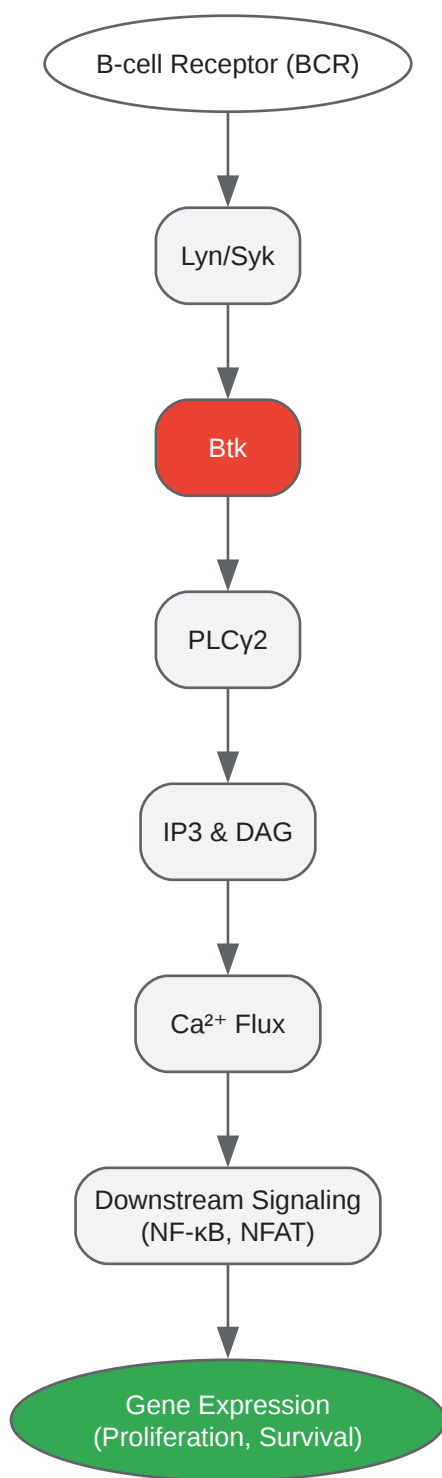 B-cell Receptor (BCR)
Lyn/Syk
Btk
PLCγ2
IP3 & DAG
Ca²⁺ Flux
Downstream Signaling
(NF-κB, NFAT)
Gene Expression
(Proliferation, Survival)